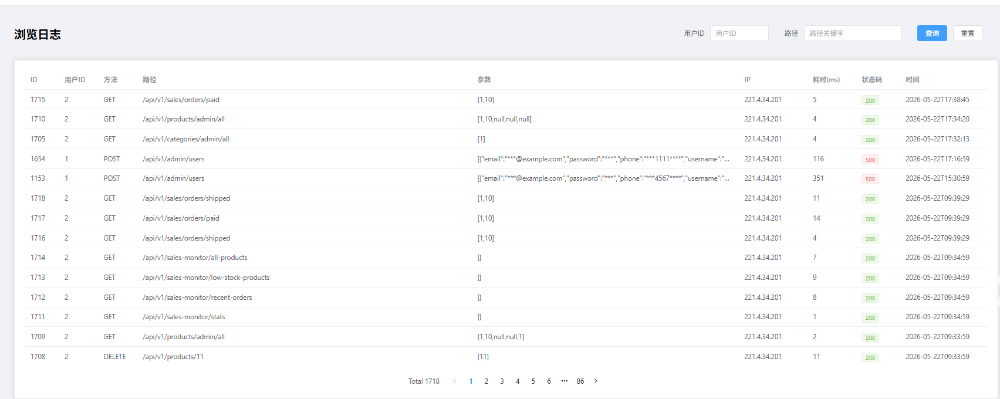 浏览日志 用户ID 用户ID 路径 路径关键字 查询 重置
ID 用户ID 方法 路径 参数 IP 耗时(ms) 状态码 时间
1715 2 GET /api/v1/sales/orders/paid [1,10] 221.4.34.201 5 200 2026-05-22T17:38:45
1710 2 GET /api/v1/products/admin/all [1,10,null,null,null] 221.4.34.201 4 200 2026-05-22T17:34:20
1705 2 GET /api/v1/categories/admin/all [1] 221.4.34.201 4 200 2026-05-22T17:32:13
1654 1 POST /api/v1/admin/users [{"email":"***@example.com","password":"***","phone":"***1111****","username":"... 221.4.34.201 116 500 2026-05-22T17:16:59
1153 1 POST /api/v1/admin/users [{"email":"***@example.com","password":"***","phone":"***4567****","username":"... 221.4.34.201 351 500 2026-05-22T15:30:59
1718 2 GET /api/v1/sales/orders/shipped [1,10] 221.4.34.201 11 200 2026-05-22T09:39:29
1717 2 GET /api/v1/sales/orders/paid [1,10] 221.4.34.201 14 200 2026-05-22T09:39:29
1716 2 GET /api/v1/sales/orders/shipped [1,10] 221.4.34.201 4 200 2026-05-22T09:39:29
1714 2 GET /api/v1/sales-monitor/all-products {} 221.4.34.201 7 200 2026-05-22T09:34:59
1713 2 GET /api/v1/sales-monitor/low-stock-products {} 221.4.34.201 9 200 2026-05-22T09:34:59
1712 2 GET /api/v1/sales-monitor/recent-orders {} 221.4.34.201 8 200 2026-05-22T09:34:59
1711 2 GET /api/v1/sales-monitor/stats {} 221.4.34.201 1 200 2026-05-22T09:34:59
1709 2 GET /api/v1/products/admin/all [1,10,null,null,1] 221.4.34.201 2 200 2026-05-22T09:33:59
1708 2 DELETE /api/v1/products/11 [11] 221.4.34.201 11 200 2026-05-22T09:33:59
Total 1718 < 1 2 3 4 5 6 ··· 86 >